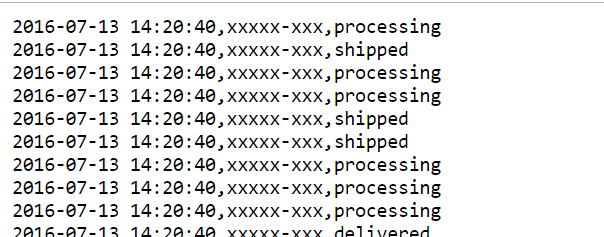 2016-07-13 14:20:40,xxxxx-xxx,processing
2016-07-13 14:20:40,xxxxx-xxx,shipped
2016-07-13 14:20:40,xxxxx-xxx,processing
2016-07-13 14:20:40,xxxxx-xxx,processing
2016-07-13 14:20:40,xxxxx-xxx,shipped
2016-07-13 14:20:40,xxxxx-xxx,shipped
2016-07-13 14:20:40,xxxxx-xxx,processing
2016-07-13 14:20:40,xxxxx-xxx,processing
2016-07-13 14:20:40,xxxxx-xxx,processing
2016-07-13 14:20:40,xxxxx-xxx,delivered